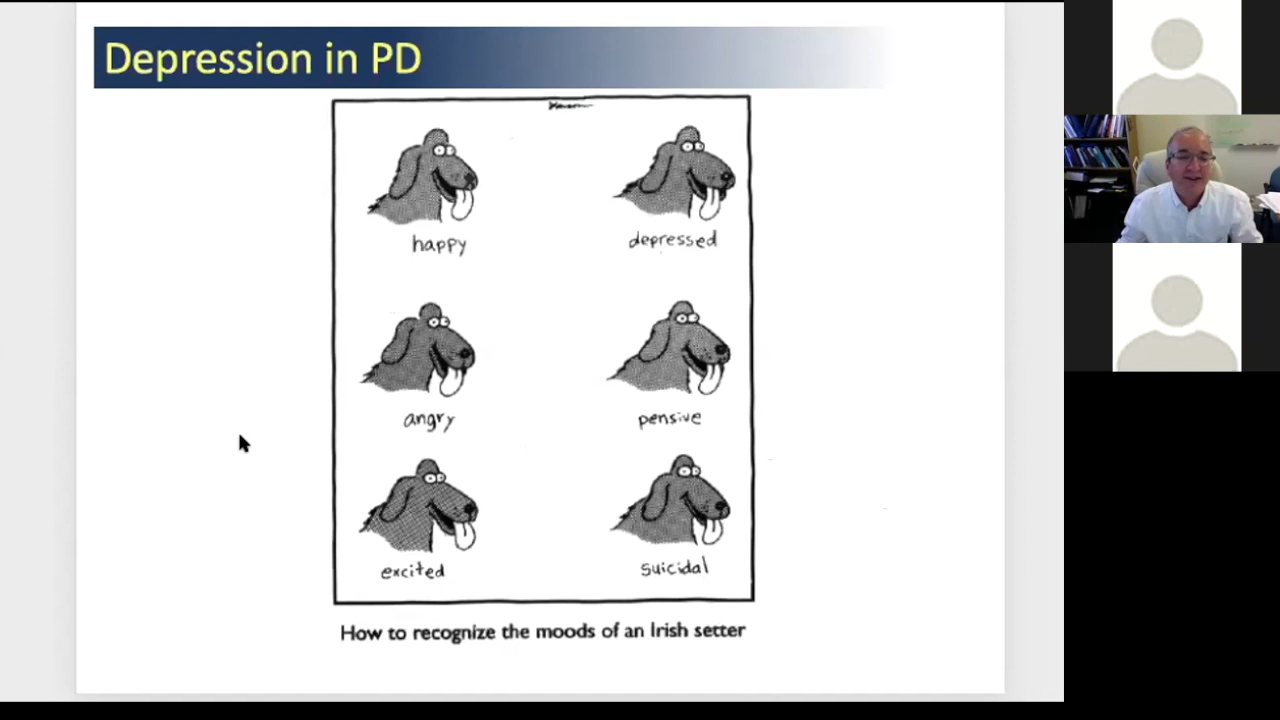 Depression in PD
happy
depressed
angry
pensive
excited
suicidal
How to recognize the moods of an Irish setter